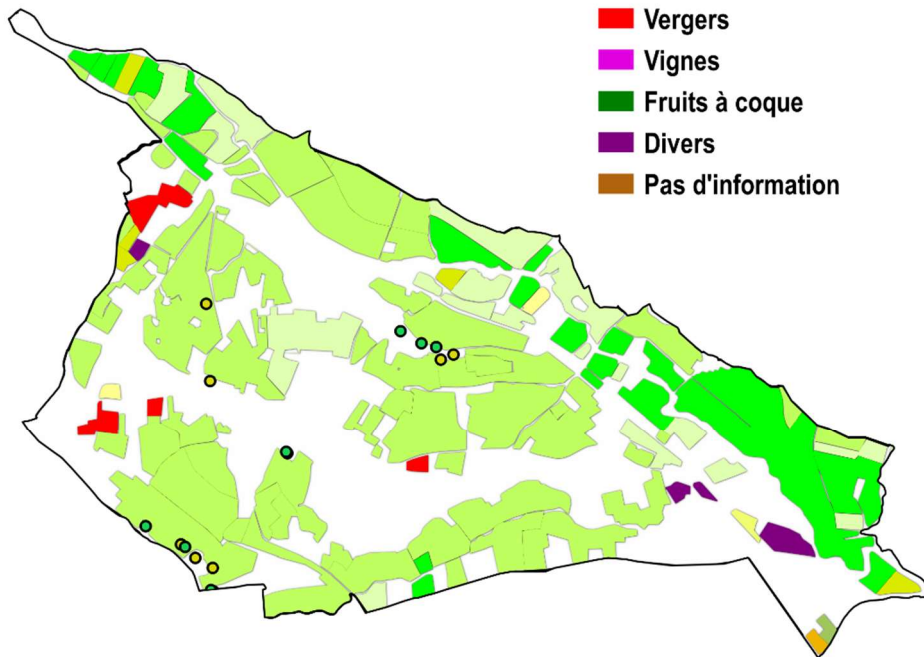 Vergers
Vignes
Fruits à coque
Divers
Pas d'information